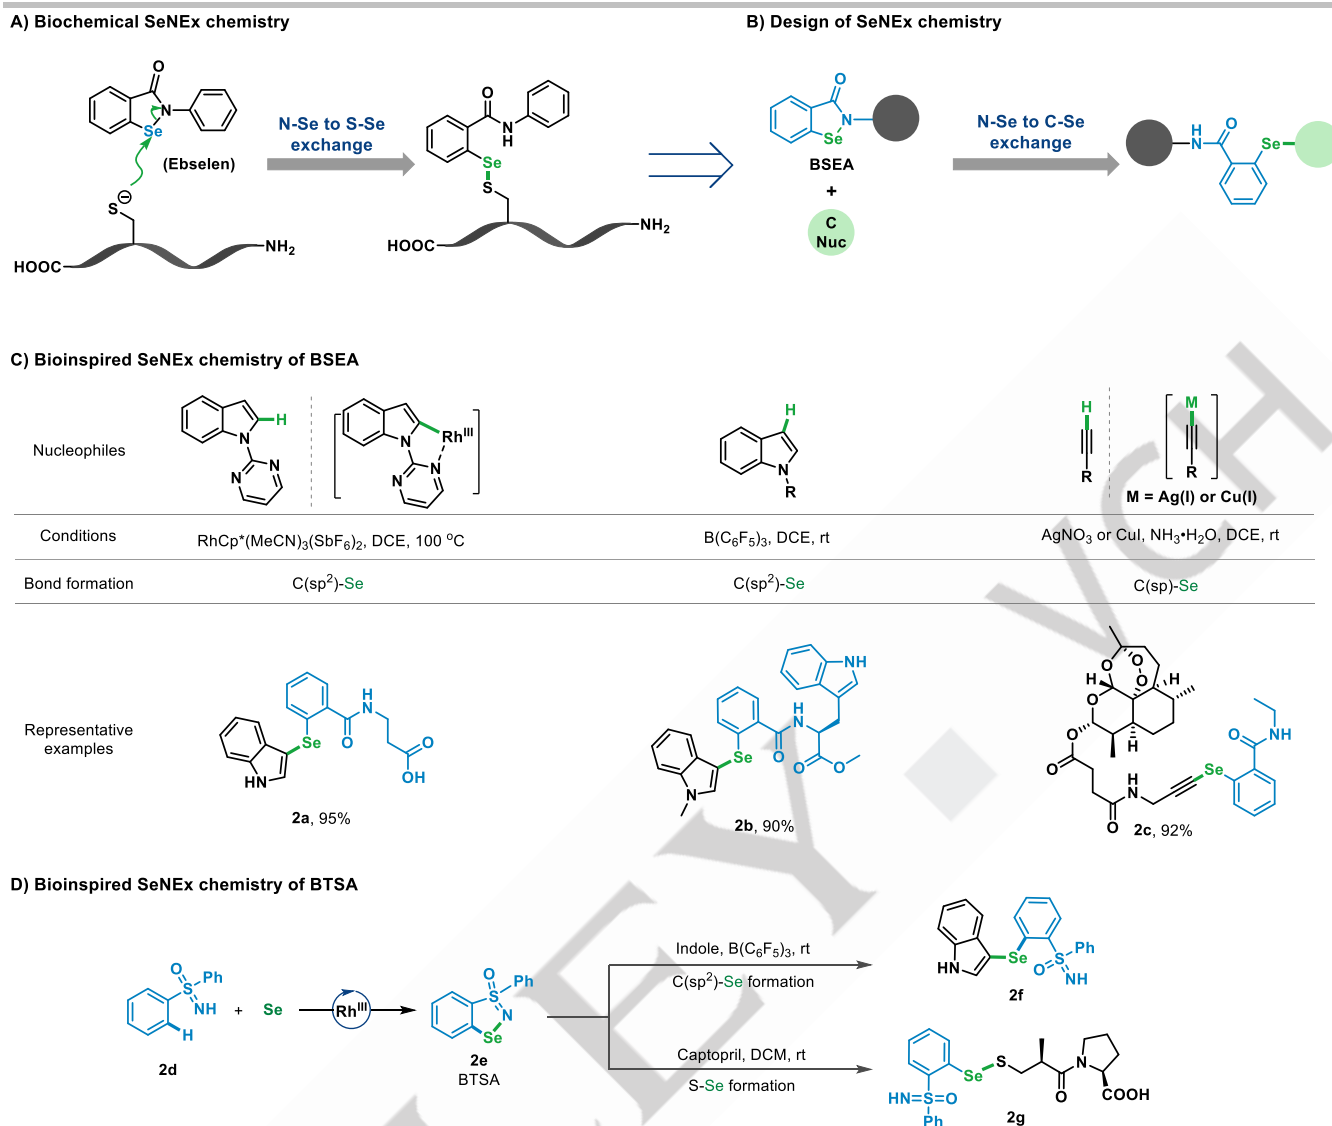 A) Biochemical SeNEx chemistry
B) Design of SeNEx chemistry
O
N
Se
(Ebselen)
S⊖
HOOC
NH2
N-Se to S-Se
exchange
O
N
H
Se
S
HOOC
NH2
O
N
Se
BSEA
+
C
Nuc
N-Se to C-Se
exchange
H
N
O
Se
C) Bioinspired SeNEx chemistry of BSEA
Nucleophiles
H
N
N
N
RhIII
N
N
N
H
N
R
H
R
M
R
M = Ag(I) or Cu(I)
Conditions
RhCp*(MeCN)3(SbF6)2, DCE, 100 oC
B(C6F5)3, DCE, rt
AgNO3 or CuI, NH3•H2O, DCE, rt
Bond formation
C(sp2)-Se
C(sp2)-Se
C(sp)-Se
Representative
examples
H
N
O
Se
O
OH
HN
2a, 95%
NH
H
N
O
O
O
Se
N
2b, 90%
O
O
O
H
H
O
H
O
O
H
N
O
Se
O
NH
2c, 92%
D) Bioinspired SeNEx chemistry of BTSA
O
S
Ph
NH
H
2d
+
Se
RhIII
O
S
Ph
N
Se
2e
BTSA
Indole, B(C6F5)3, rt
C(sp2)-Se formation
Captopril, DCM, rt
S-Se formation
HN
Se
O
S
Ph
NH
2f
Se
S
O
N
COOH
HN=S=O
Ph
2g
WILEY VCH